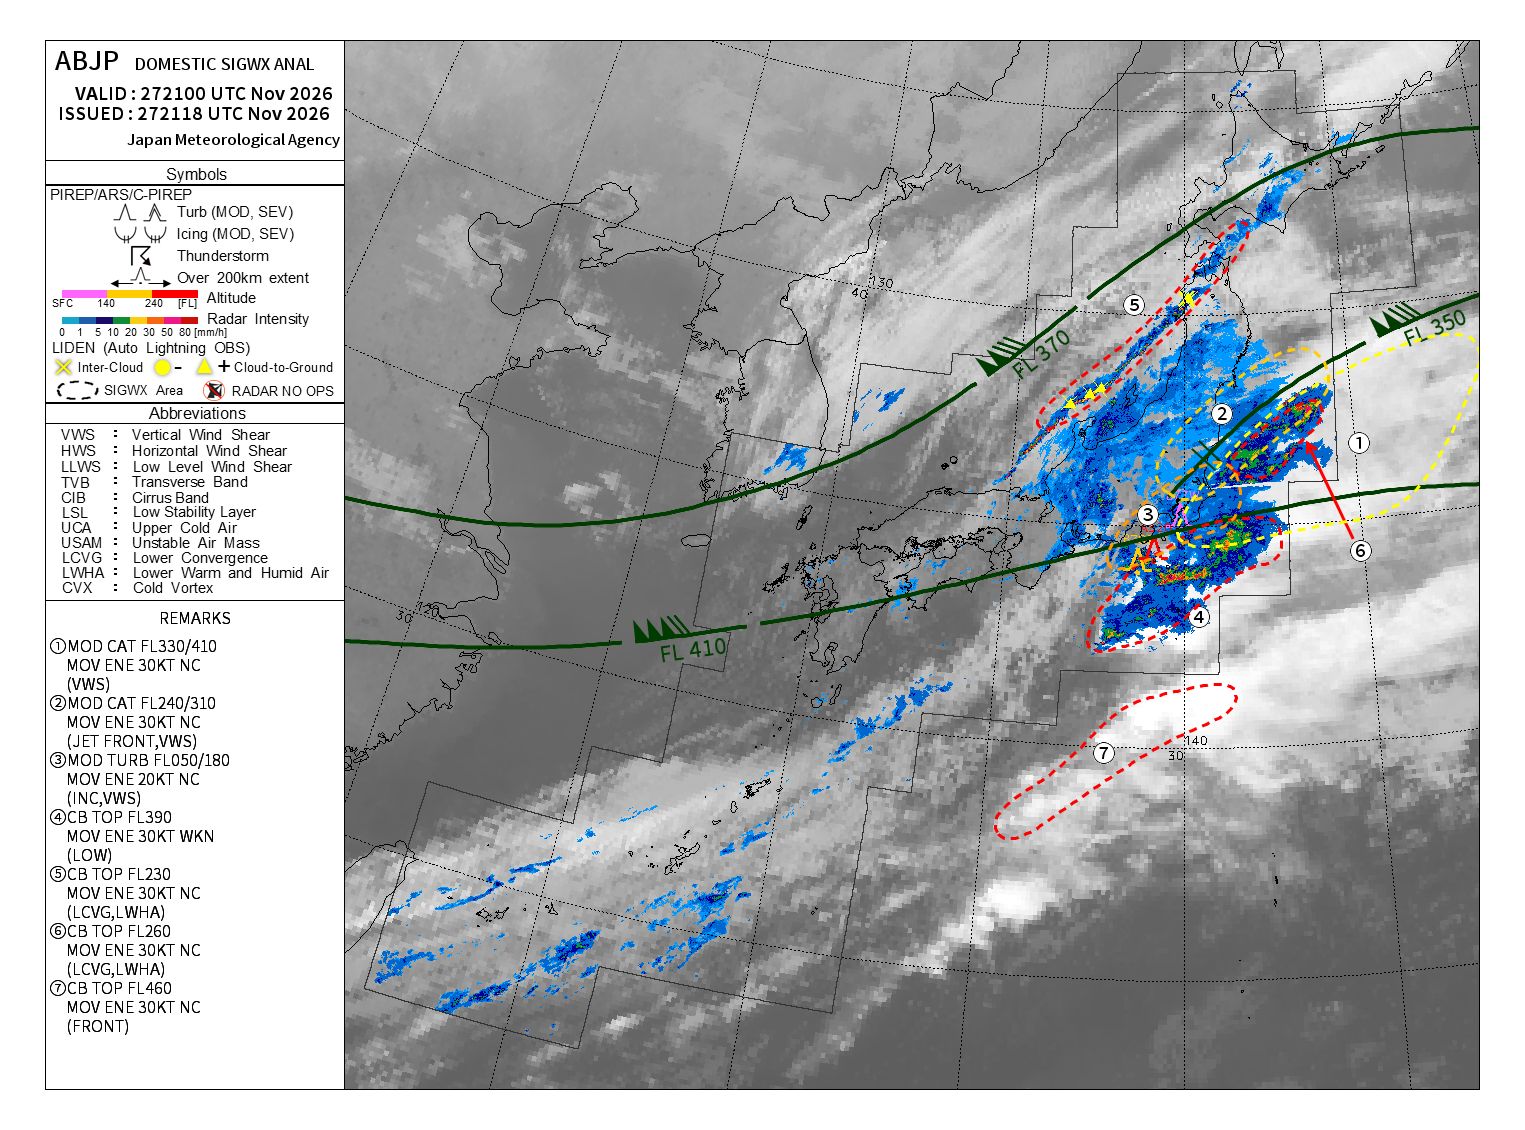 ABJP DOMESTIC SIGWX ANAL
VALID : 272100 UTC Nov 2026
ISSUED : 272118 UTC Nov 2026
Japan Meteorological Agency
Symbols
PIREP/ARS/C-PIREP
Turb (MOD, SEV)
Icing (MOD, SEV)
Thunderstorm
Over 200km extent
Altitude
SFC 140 240 [FL]
Radar Intensity
0 1 5 10 20 30 50 80 [mm/h]
LIDEN (Auto Lightning OBS)
Inter-Cloud - + Cloud-to-Ground
SIGWX Area RADAR NO OPS
Abbreviations
VWS : Vertical Wind Shear
HWS : Horizontal Wind Shear
LLWS : Low Level Wind Shear
TVB : Transverse Band
CIB : Cirrus Band
LSL : Low Stability Layer
UCA : Upper Cold Air
USAM : Unstable Air Mass
LCVG : Lower Convergence
LWHA : Lower Warm and Humid Air
CVX : Cold Vortex
REMARKS
①MOD CAT FL330/410
MOV ENE 30KT NC
(VWS)
②MOD CAT FL240/310
MOV ENE 30KT NC
(JET FRONT,VWS)
③MOD TURB FL050/180
MOV ENE 20KT NC
(INC,VWS)
④CB TOP FL390
MOV ENE 30KT WKN
(LOW)
⑤CB TOP FL230
MOV ENE 30KT NC
(LCVG,LWHA)
⑥CB TOP FL260
MOV ENE 30KT NC
(LCVG,LWHA)
⑦CB TOP FL460
MOV ENE 30KT NC
(FRONT)
130
40
⑤
FL 370
FL 350
②
①
③
⑥
30
120
④
FL 410
⑦
140
30